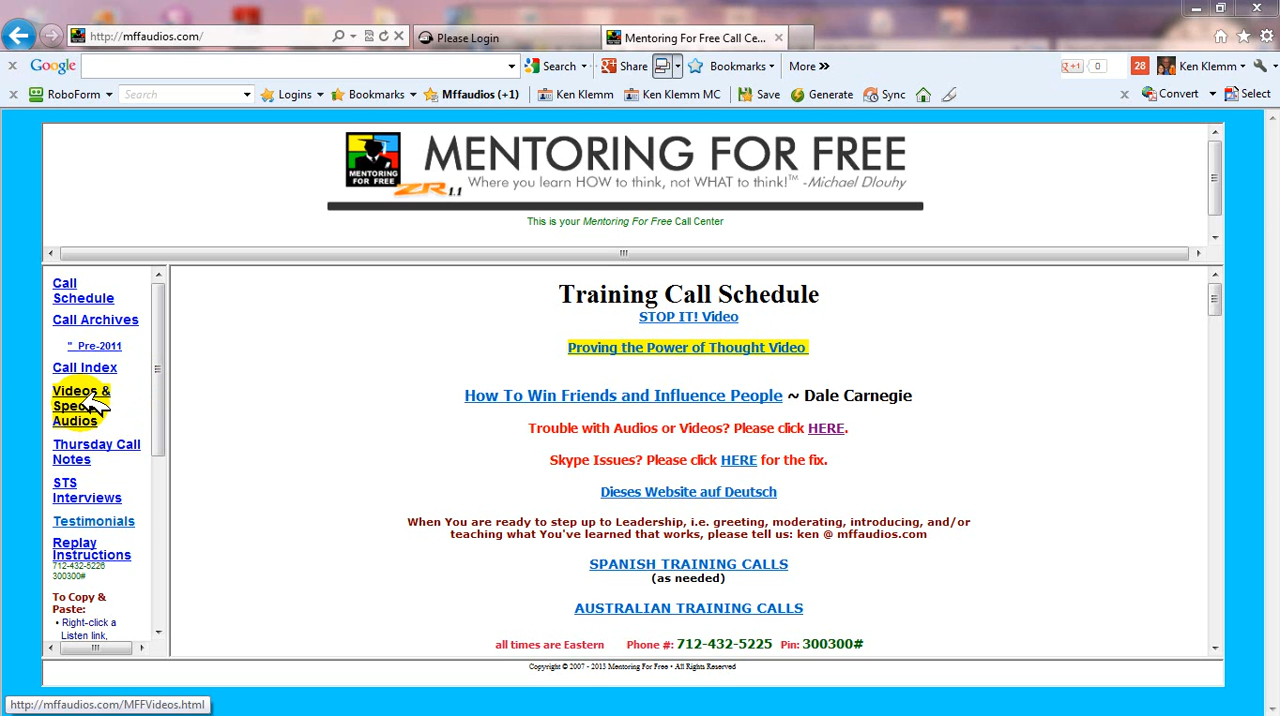 http://mffaudios.com/
Please Login
Mentoring For Free Call Ce...
Google
Search
Share
Bookmarks
More »
+1
0
28
Ken Klemm
RoboForm
Search
Logins
Bookmarks
Mffaudios (+1)
Ken Klemm
Ken Klemm MC
Save
Generate
Sync
Convert
Select
MENTORING
FOR FREE
ZR 1.1
MENTORING FOR FREE
Where you learn HOW to think, not WHAT to think!™ -Michael Dlouhy
This is your Mentoring For Free Call Center
Call
Schedule
Call Archives
" Pre-2011
Call Index
Videos &
Audios
Thursday Call
Notes
STS
Interviews
Testimonials
Replay
Instructions
712-432-5226
300300#
To Copy &
Paste:
• Right-click a
Listen link,
Training Call Schedule
STOP IT! Video
Proving the Power of Thought Video
How To Win Friends and Influence People ~ Dale Carnegie
Trouble with Audios or Videos? Please click HERE.
Skype Issues? Please click HERE for the fix.
Dieses Website auf Deutsch
When You are ready to step up to Leadership, i.e. greeting, moderating, introducing, and/or
teaching what You've learned that works, please tell us: ken @ mffaudios.com
SPANISH TRAINING CALLS
(as needed)
AUSTRALIAN TRAINING CALLS
all times are Eastern Phone #: 712-432-5225 Pin: 300300#
Copyright © 2007 - 2013 Mentoring For Free • All Rights Reserved
http://mffaudios.com/MFFVideos.html